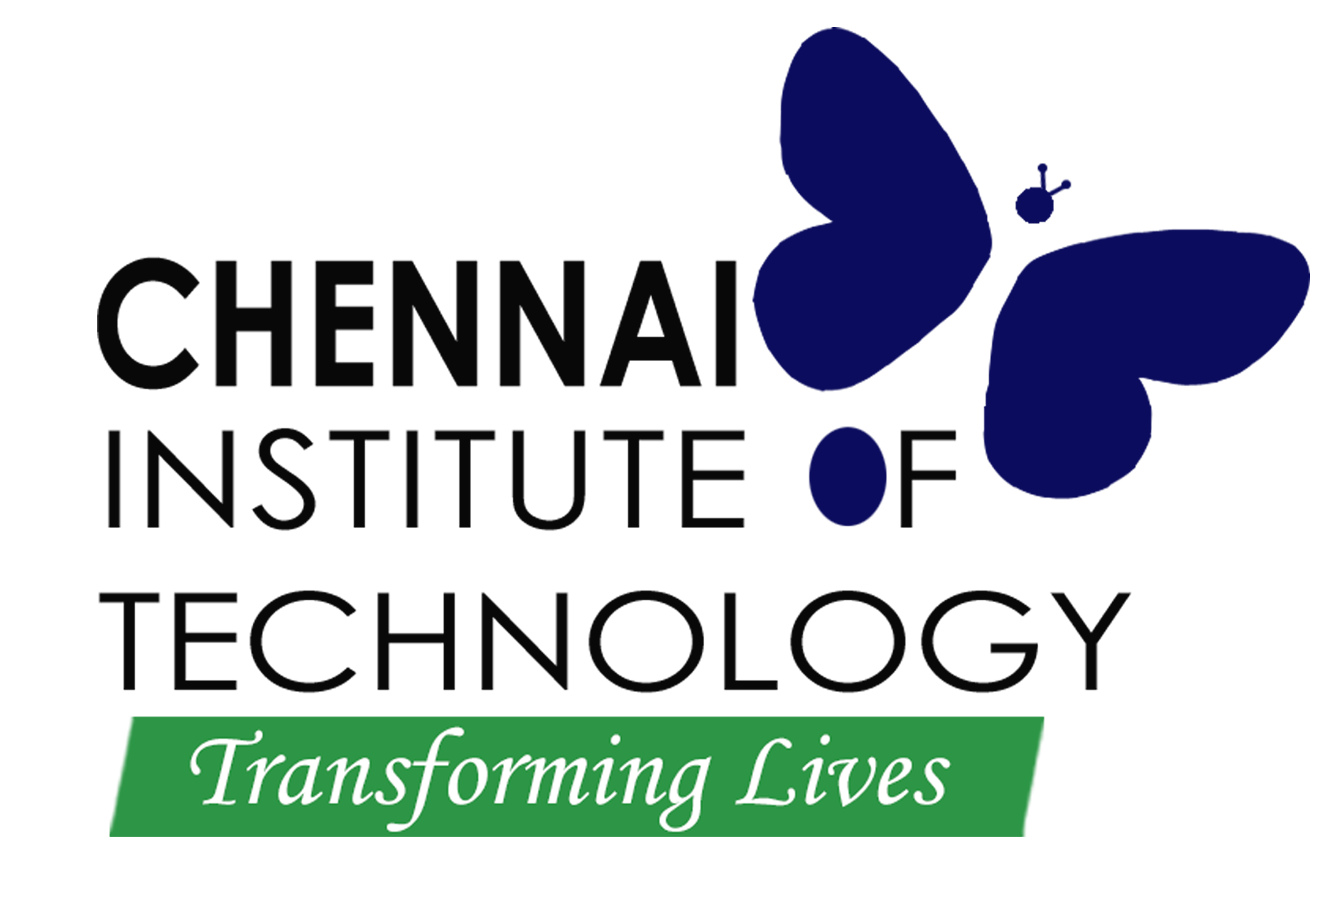 CHENNAI
INSTITUTE OF
TECHNOLOGY
Transforming Lives